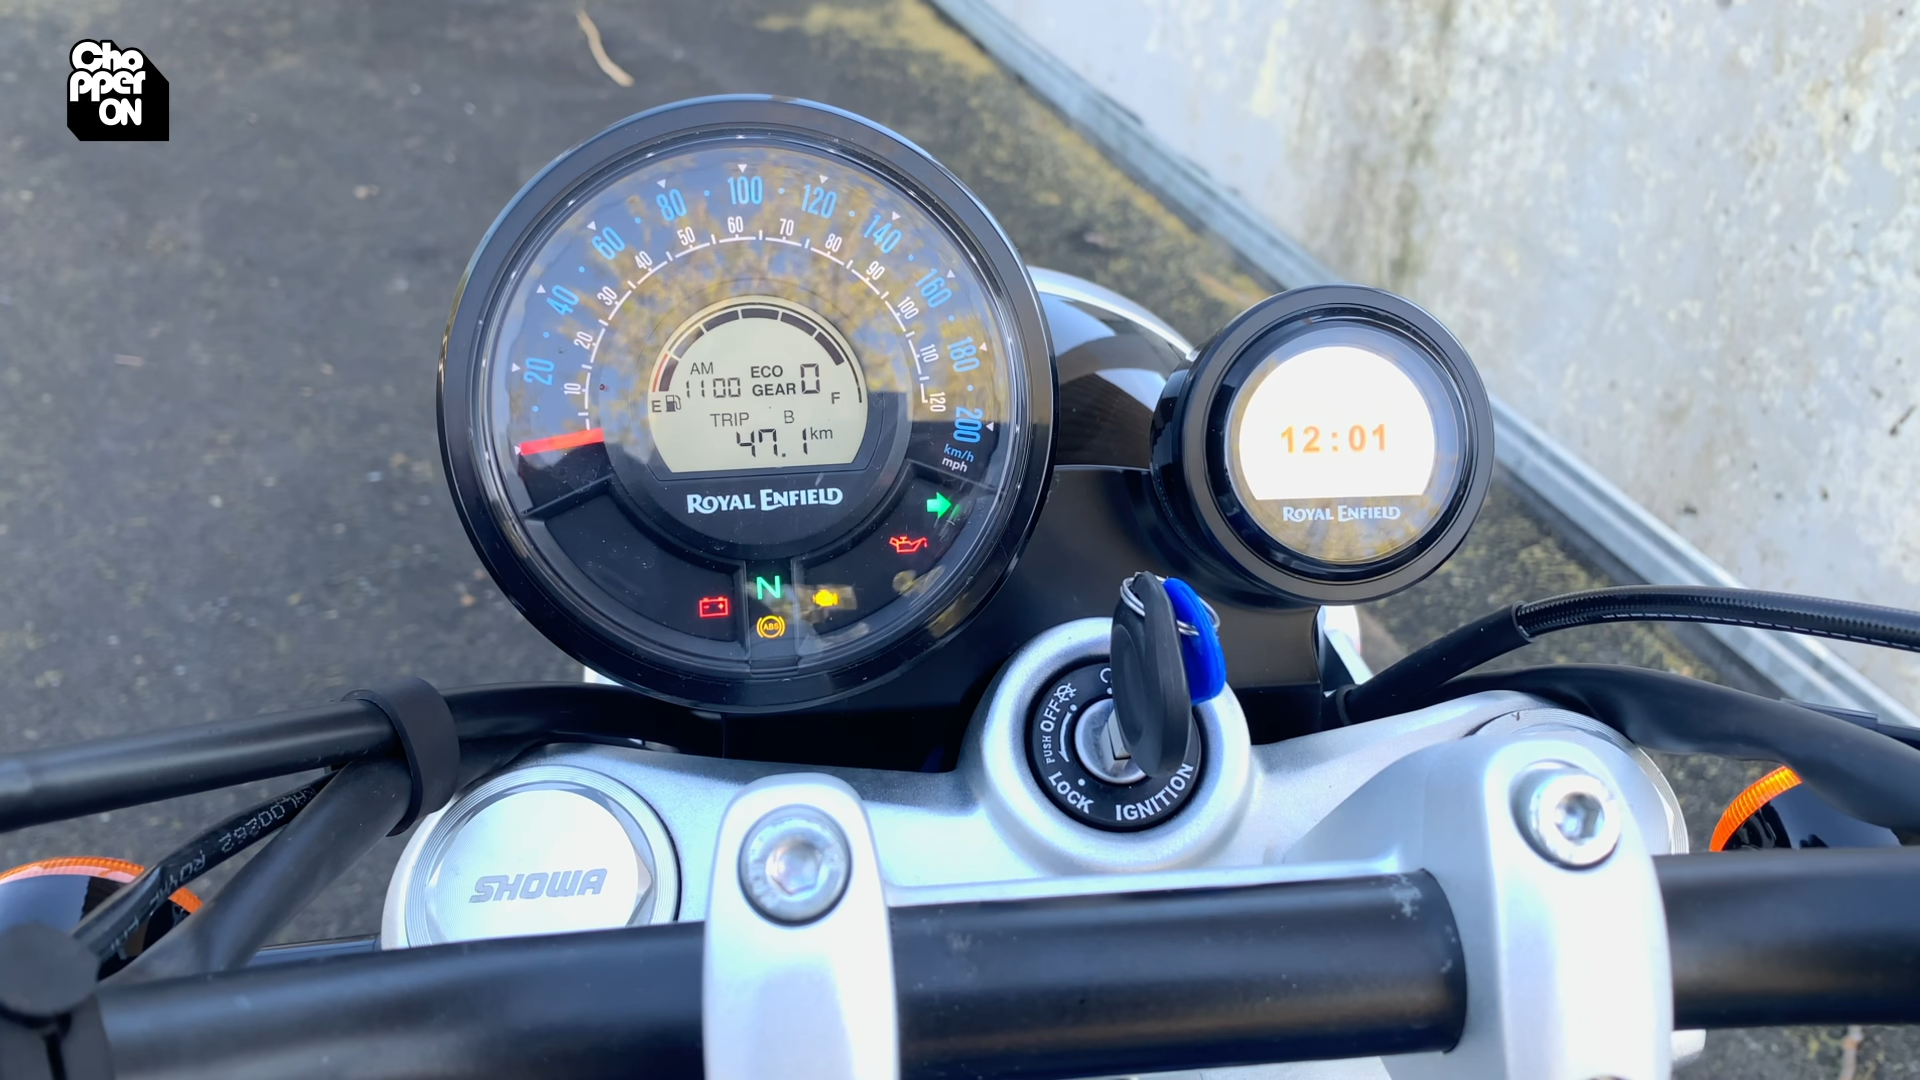 Cho
pper
ON
20
40
60
80
100
120
140
160
180
200
km/h
mph
10
20
30
40
50
60
70
80
90
100
110
120
AM
11 00
ECO
GEAR 0
E
F
TRIP B
47.1 km
ROYAL ENFIELD
N
ABS
12:01
ROYAL ENFIELD
OFF
PUSH
LOCK
IGNITION
SHOWA